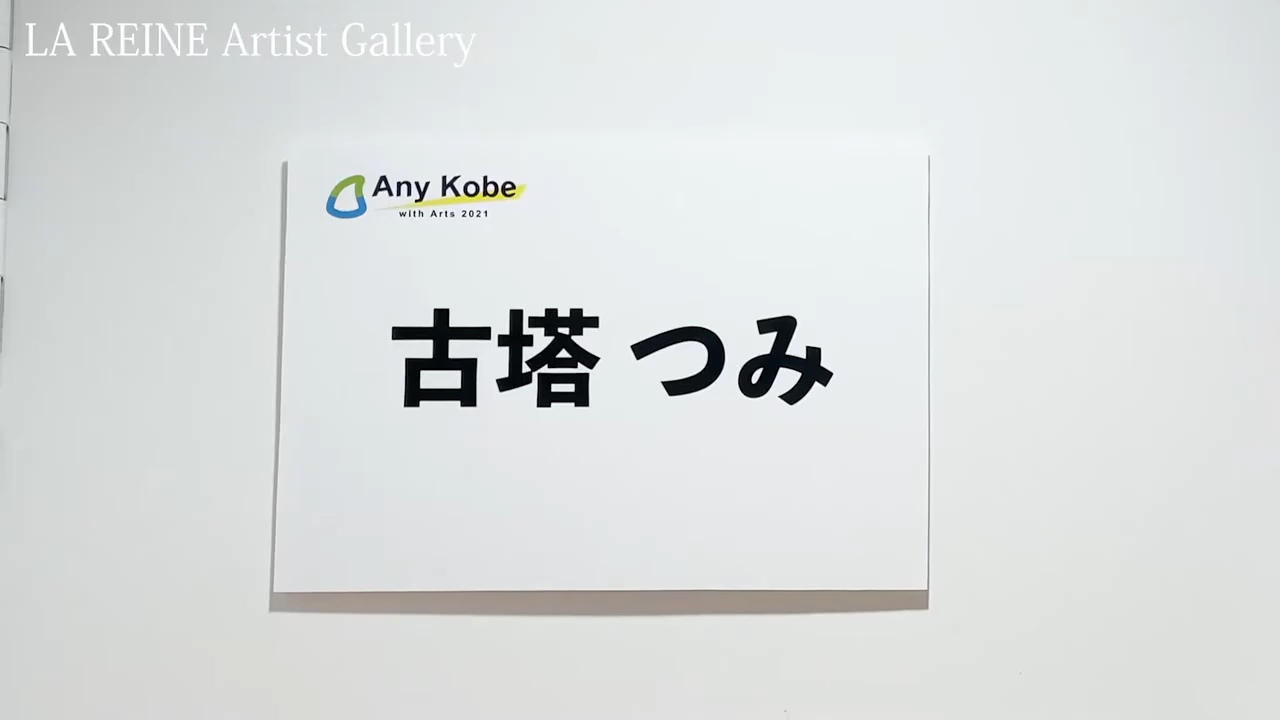 LA REINE Artist Gallery
Any Kobe
with Arts 2021
古塔 つみ